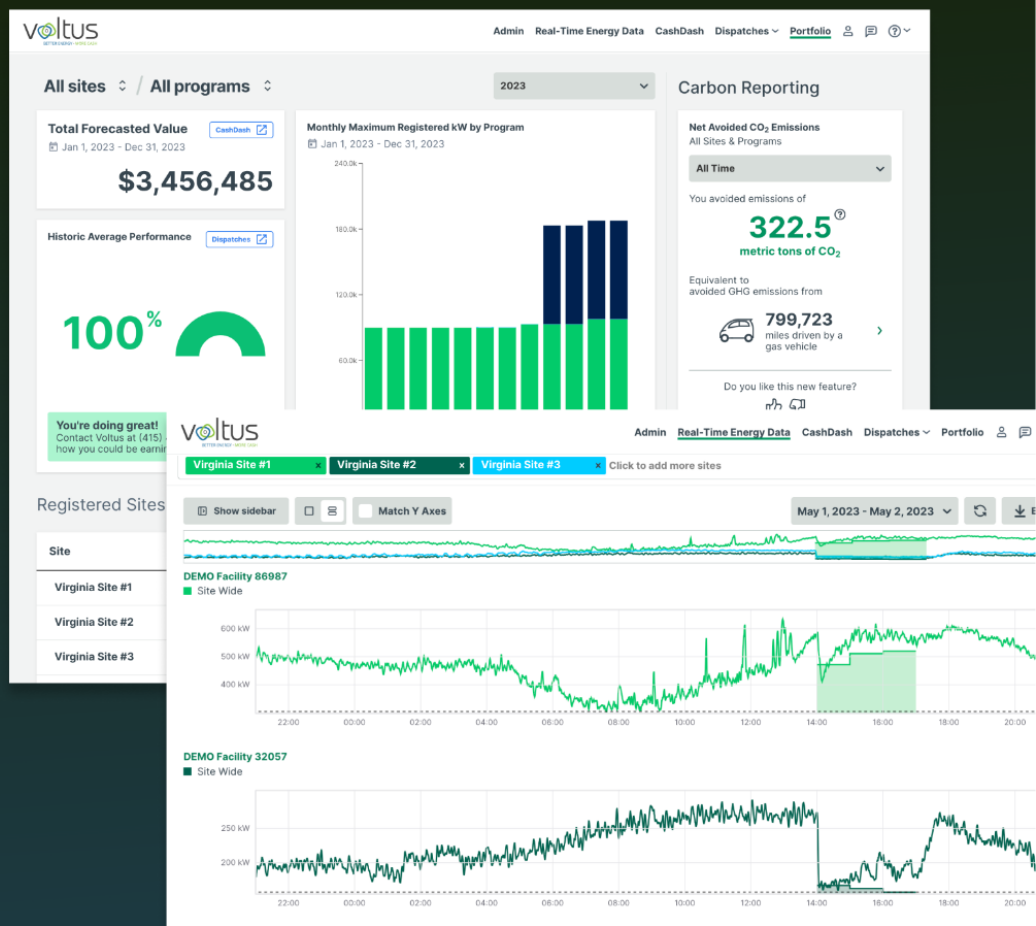 voltus
BETTER ENERGY. MORE CASH.
Admin Real-Time Energy Data CashDash Dispatches Portfolio
All sites / All programs
2023
Carbon Reporting
Total Forecasted Value
CashDash
Jan 1, 2023 - Dec 31, 2023
$3,456,485
Historic Average Performance
Dispatches
100%
You're doing great!
Contact Voltus at (415)
how you could be earnin
Monthly Maximum Registered kW by Program
Jan 1, 2023 - Dec 31, 2023
240.0k
180.0k
120.0k
60.0k
Net Avoided CO2 Emissions
All Sites & Programs
All Time
You avoided emissions of
322.5
metric tons of CO2
Equivalent to
avoided GHG emissions from
799,723
miles driven by a
gas vehicle
Do you like this new feature?
Registered Sites
Site
Virginia Site #1
Virginia Site #2
Virginia Site #3
voltus
BETTER ENERGY. MORE CASH.
Admin Real-Time Energy Data CashDash Dispatches Portfolio
Virginia Site #1 × Virginia Site #2 × Virginia Site #3 × Click to add more sites
Show sidebar
Match Y Axes
May 1, 2023 - May 2, 2023
E
DEMO Facility 86987
Site Wide
600 kW
500 kW
400 kW
22:00 00:00 02:00 04:00 06:00 08:00 10:00 12:00 14:00 16:00 18:00 20:00
DEMO Facility 32057
Site Wide
250 kW
200 kW
22:00 00:00 02:00 04:00 06:00 08:00 10:00 12:00 14:00 16:00 18:00 20:00